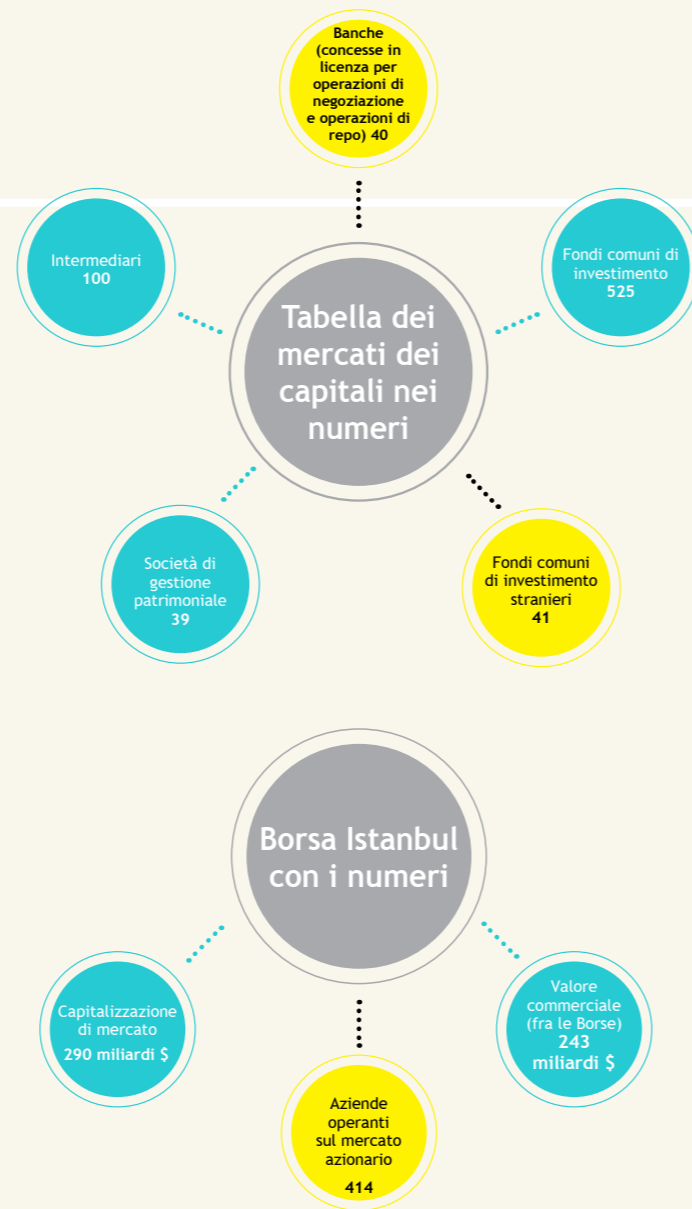 Banche
(concesse in
licenza per
operazioni di
negoziazione
e operazioni di
repo) 40
Intermediari
100
Fondi comuni di
investimento
525
Tabella dei
mercati dei
capitali nei
numeri
Società di
gestione
patrimoniale
39
Fondi comuni
di investimento
stranieri
41
Borsa Istanbul
con i numeri
Capitalizzazione
di mercato
290 miliardi $
Valore
commerciale
(fra le Borse)
243
miliardi $
Aziende
operanti
sul mercato
azionario
414